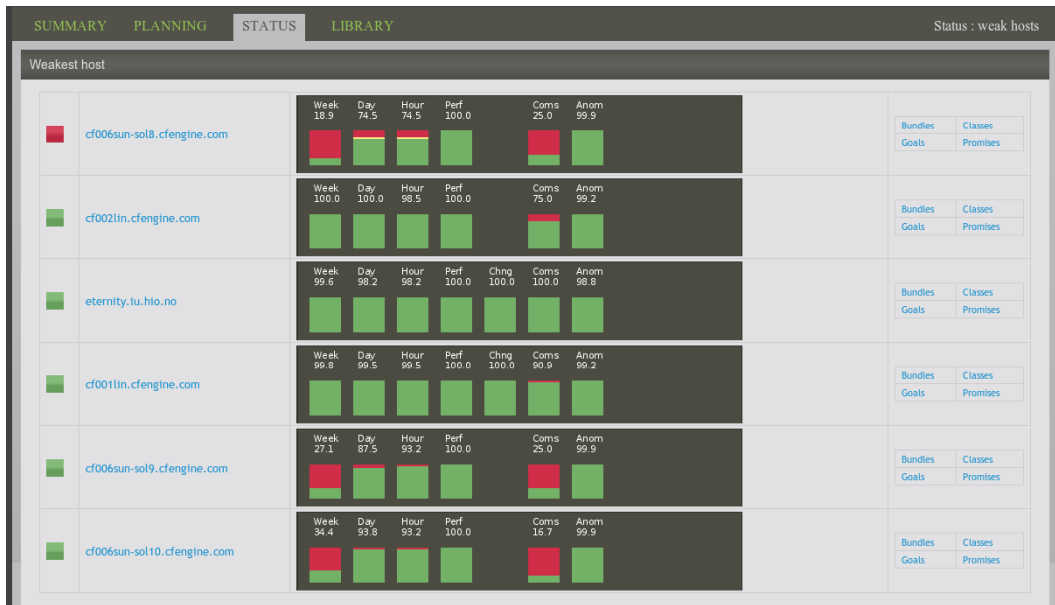 SUMMARY PLANNING STATUS LIBRARY Status : weak hosts
Weakest host
Week Day Hour Perf Coms Anom
18.9 74.5 74.5 100.0 25.0 99.9
cf006sun-sol8.cfengine.com
Bundles Classes
Goals Promises
Week Day Hour Perf Coms Anom
100.0 100.0 98.5 100.0 75.0 99.2
cf002lin.cfengine.com
Bundles Classes
Goals Promises
Week Day Hour Perf Chng Coms Anom
99.6 98.2 98.2 100.0 100.0 100.0 98.8
eternity.iu.hio.no
Bundles Classes
Goals Promises
Week Day Hour Perf Chng Coms Anom
99.8 99.5 99.5 100.0 100.0 90.9 99.2
cf001lin.cfengine.com
Bundles Classes
Goals Promises
Week Day Hour Perf Coms Anom
27.1 87.5 93.2 100.0 25.0 99.9
cf006sun-sol9.cfengine.com
Bundles Classes
Goals Promises
Week Day Hour Perf Coms Anom
34.4 93.8 93.2 100.0 16.7 99.9
cf006sun-sol10.cfengine.com
Bundles Classes
Goals Promises